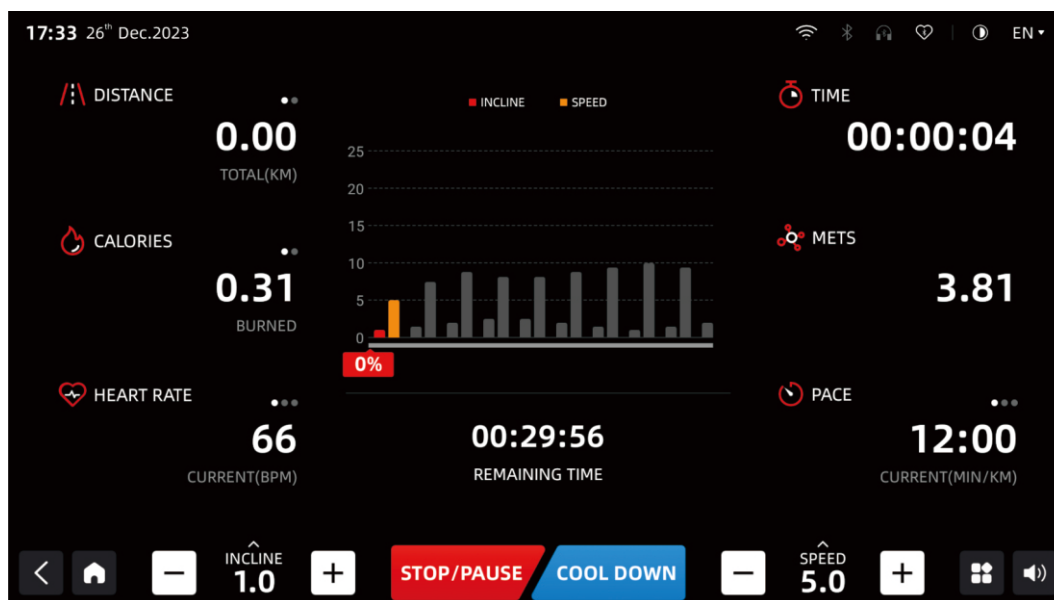 17:33 26th Dec.2023
EN
DISTANCE
0.00
TOTAL(KM)
CALORIES
0.31
BURNED
HEART RATE
66
CURRENT(BPM)
INCLINE SPEED
25
20
15
10
5
0
0%
00:29:56
REMAINING TIME
TIME
00:00:04
METS
3.81
PACE
12:00
CURRENT(MIN/KM)
INCLINE
1.0
STOP/PAUSE COOL DOWN
SPEED
5.0